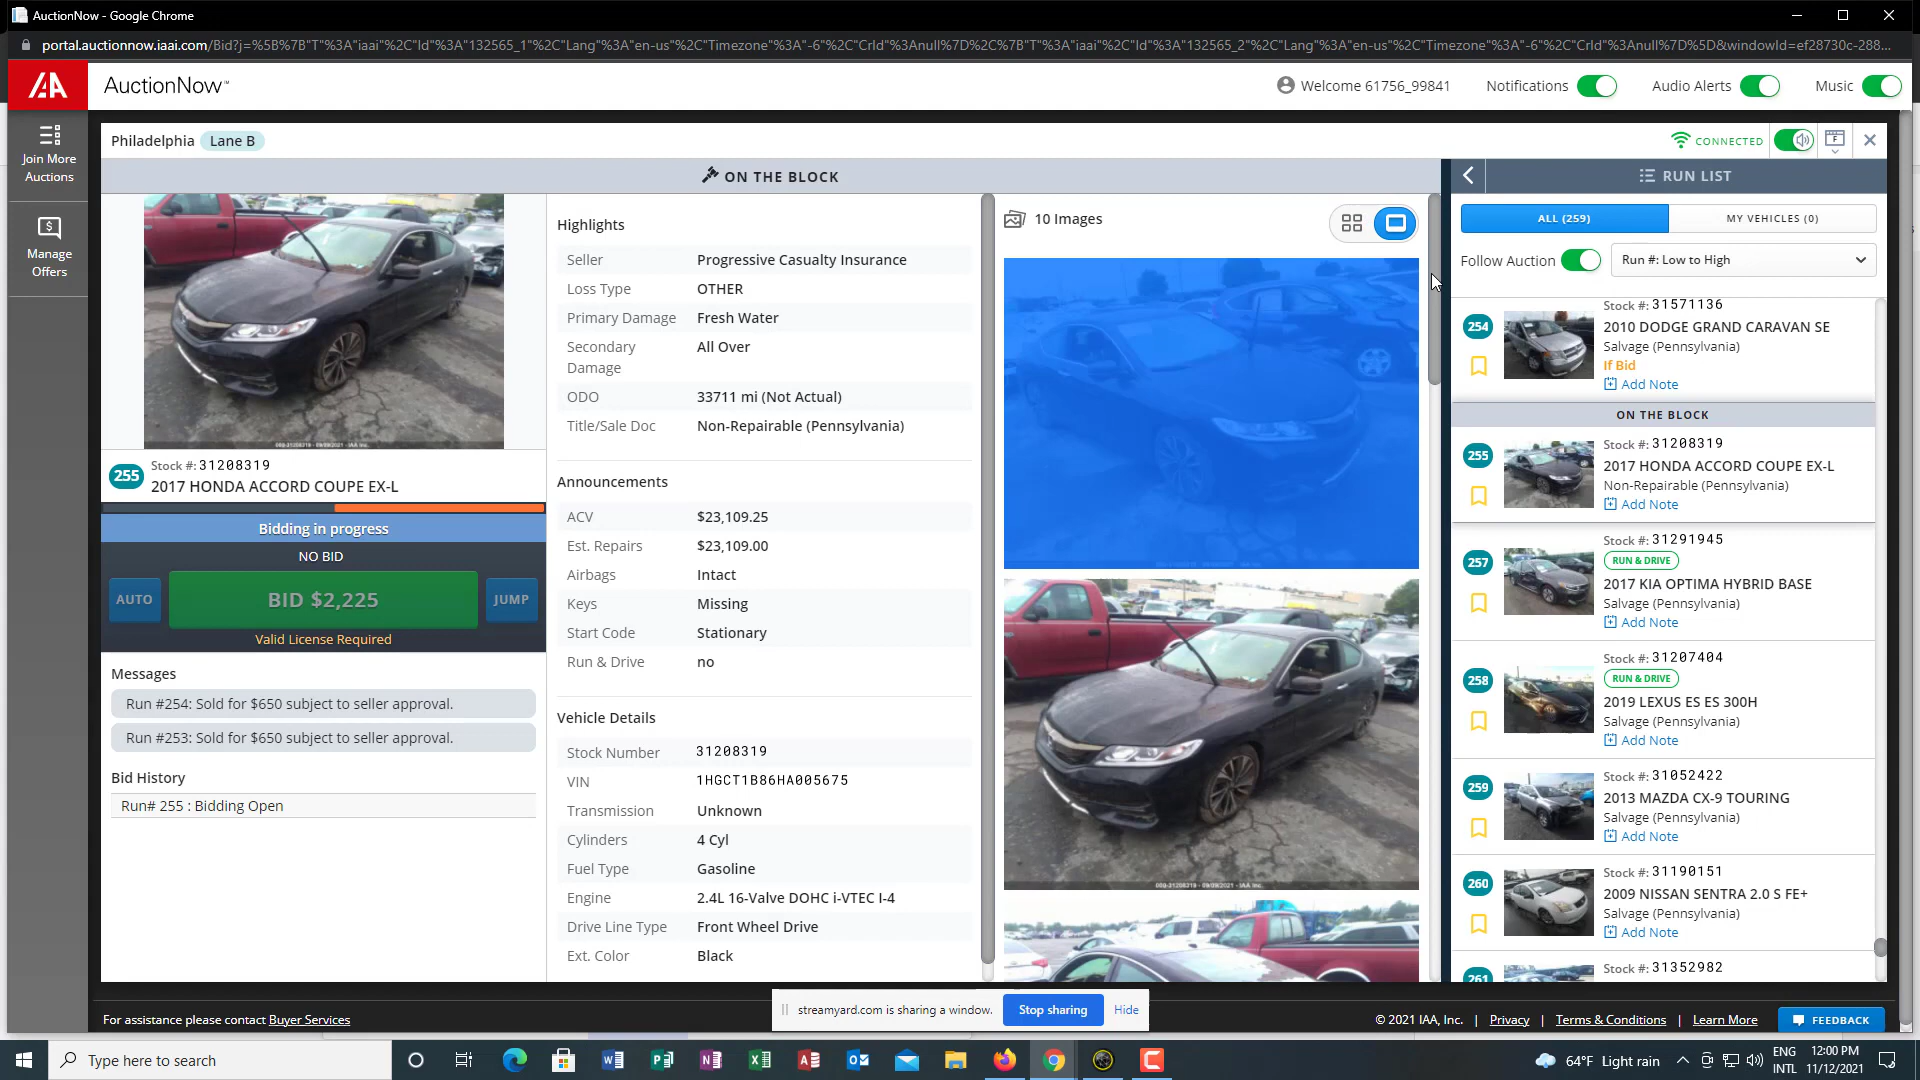 AuctionNow - Google Chrome
portal.auctionnow.iaai.com/Bid?j=%5B%7B"T"%3A"iaai"%2C"Id"%3A"132565_1"%2C"Lang"%3A"en-us"%2C"Timezone"%3A"-6"%2C"CrId"%3Anull%7D%2C%7B"T"%3A"iaai"%2C"Id"%3A"132565_2"%2C"Lang"%3A"en-us"%2C"Timezone"%3A"-6"%2C"CrId"%3Anull%7D%5D&windowId=ef28730c-288...
IAA
AuctionNow™
Welcome 61756_99841
Notifications
Audio Alerts
Music
Join More
Auctions
Manage
Offers
Philadelphia Lane B
CONNECTED
ON THE BLOCK
255
Stock #: 31208319
2017 HONDA ACCORD COUPE EX-L
Bidding in progress
NO BID
AUTO
BID $2,225
JUMP
Valid License Required
Messages
Run #254: Sold for $650 subject to seller approval.
Run #253: Sold for $650 subject to seller approval.
Bid History
Run# 255 : Bidding Open
Highlights
Seller Progressive Casualty Insurance
Loss Type OTHER
Primary Damage Fresh Water
Secondary Damage All Over
ODO 33711 mi (Not Actual)
Title/Sale Doc Non-Repairable (Pennsylvania)
Announcements
ACV $23,109.25
Est. Repairs $23,109.00
Airbags Intact
Keys Missing
Start Code Stationary
Run & Drive no
Vehicle Details
Stock Number 31208319
VIN 1HGCT1B86HA005675
Transmission Unknown
Cylinders 4 Cyl
Fuel Type Gasoline
Engine 2.4L 16-Valve DOHC i-VTEC I-4
Drive Line Type Front Wheel Drive
Ext. Color Black
10 Images
RUN LIST
ALL (259)
MY VEHICLES (0)
Follow Auction
Run #: Low to High
254
Stock #: 31571136
2010 DODGE GRAND CARAVAN SE
Salvage (Pennsylvania)
If Bid
Add Note
ON THE BLOCK
255
Stock #: 31208319
2017 HONDA ACCORD COUPE EX-L
Non-Repairable (Pennsylvania)
Add Note
257
Stock #: 31291945
RUN & DRIVE
2017 KIA OPTIMA HYBRID BASE
Salvage (Pennsylvania)
Add Note
258
Stock #: 31207404
RUN & DRIVE
2019 LEXUS ES ES 300H
Salvage (Pennsylvania)
Add Note
259
Stock #: 31052422
2013 MAZDA CX-9 TOURING
Salvage (Pennsylvania)
Add Note
260
Stock #: 31190151
2009 NISSAN SENTRA 2.0 S FE+
Salvage (Pennsylvania)
Add Note
261
Stock #: 31352982
For assistance please contact Buyer Services
streamyard.com is sharing a window.
Stop sharing
Hide
© 2021 IAA, Inc. | Privacy | Terms & Conditions | Learn More
FEEDBACK
Type here to search
64°F Light rain
ENG
INTL
12:00 PM
11/12/2021